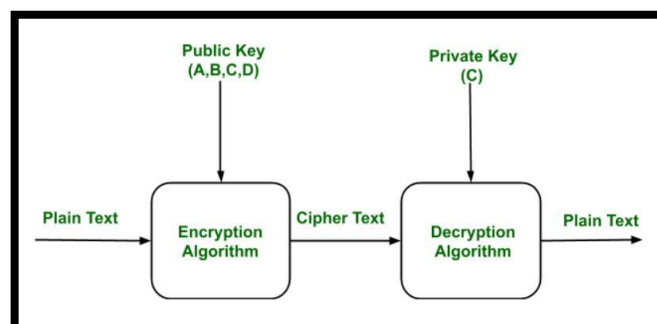 Public Key
(A,B,C,D)
Private Key
(C)
Plain Text
Encryption
Algorithm
Cipher Text
Decryption
Algorithm
Plain Text